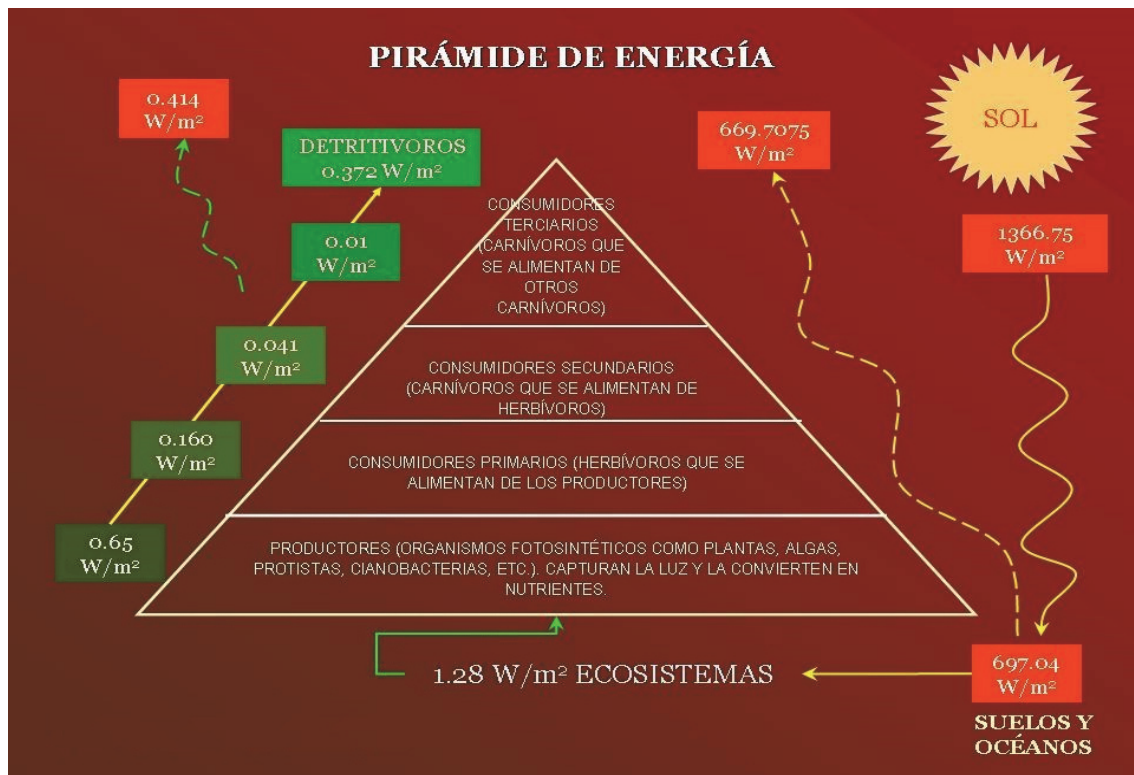 PIRÁMIDE DE ENERGÍA
0.414
W/m²
DETRITIVOROS
0.372 W/m²
0.01
W/m²
0.041
W/m²
0.160
W/m²
0.65
W/m²
CONSUMIDORES
TERCIARIOS
(CARNÍVOROS QUE
SE ALIMENTAN DE
OTROS
CARNÍVOROS)
CONSUMIDORES SECUNDARIOS
(CARNÍVOROS QUE SE ALIMENTAN DE
HERBÍVOROS)
CONSUMIDORES PRIMARIOS (HERBÍVOROS QUE SE
ALIMENTAN DE LOS PRODUCTORES)
PRODUCTORES (ORGANISMOS FOTOSINTÉTICOS COMO PLANTAS, ALGAS,
PROTISTAS, CIANOBACTERIAS, ETC.). CAPTURAN LA LUZ Y LA CONVIERTEN EN
NUTRIENTES.
1.28 W/m² ECOSISTEMAS
669.7075
W/m²
SOL
1366.75
W/m²
697.04
W/m²
SUELOS Y
OCÉANOS